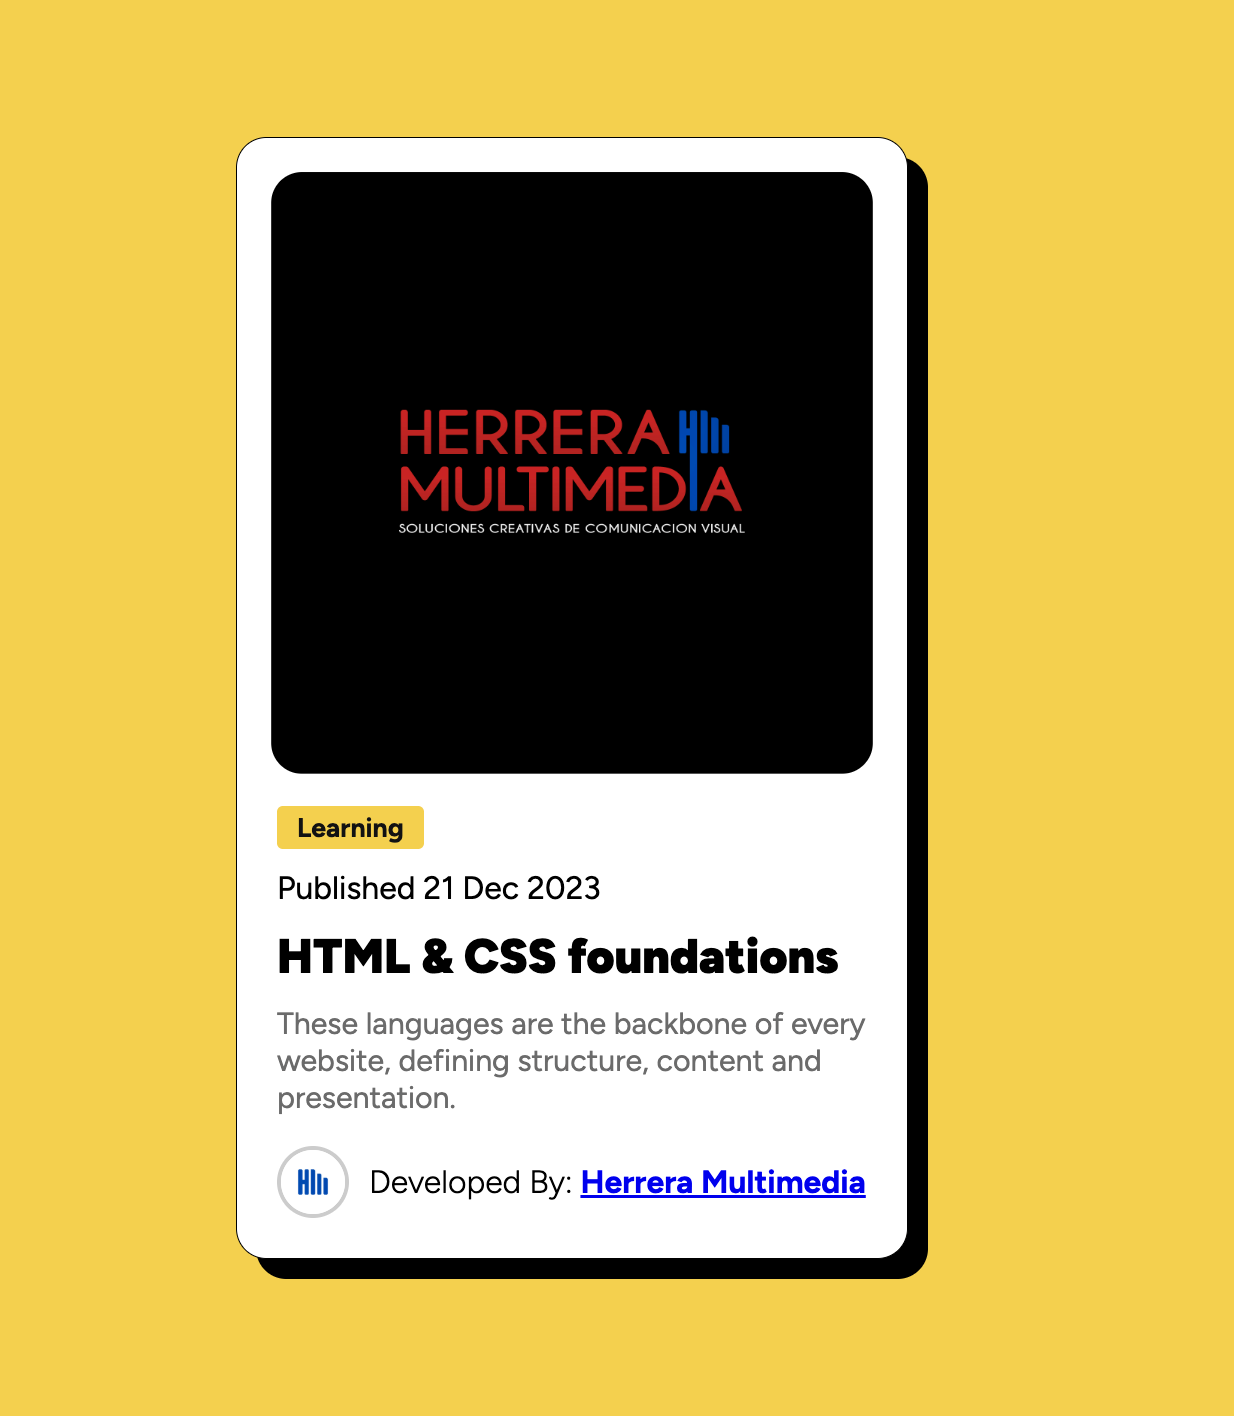 HERRERA
MULTIMEDIA
SOLUCIONES CREATIVAS DE COMUNICACION VISUAL
Learning
Published 21 Dec 2023
HTML & CSS foundations
These languages are the backbone of every
website, defining structure, content and
presentation.
Developed By: Herrera Multimedia